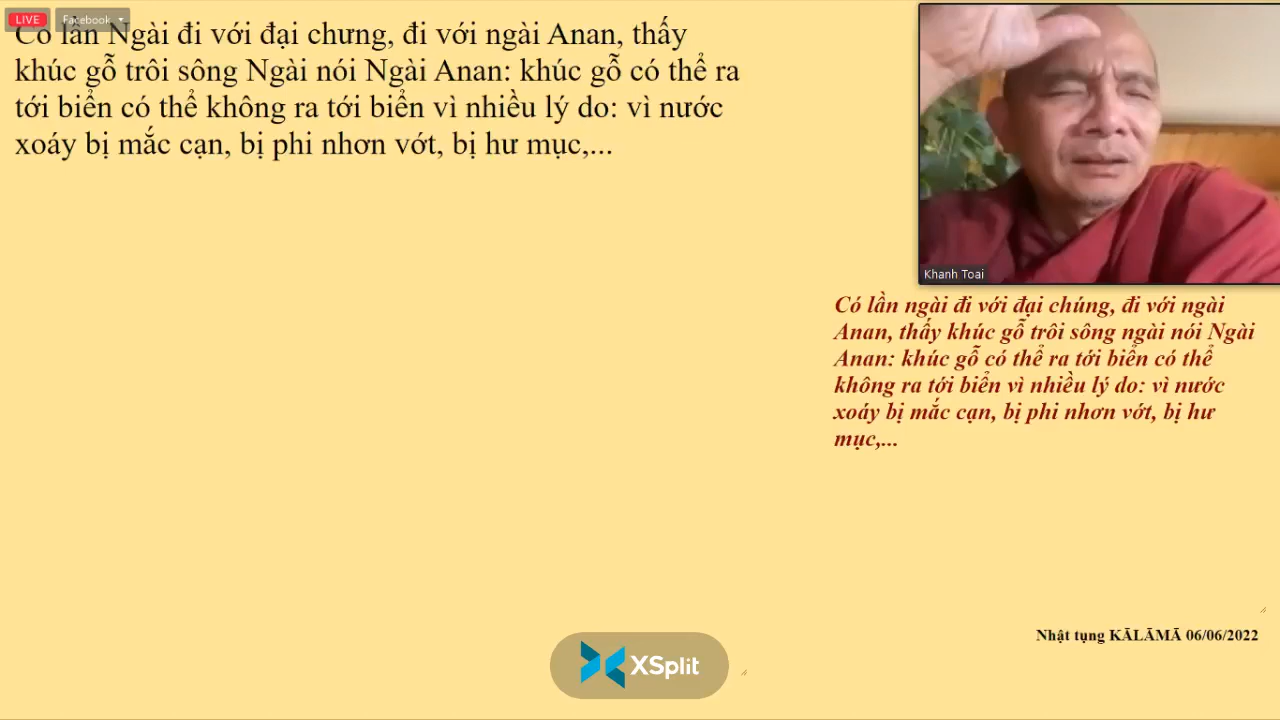 LIVE Facebook
Có lần Ngài đi với đại chưng, đi với ngài Anan, thấy
khúc gỗ trôi sông Ngài nói Ngài Anan: khúc gỗ có thể ra
tới biển có thể không ra tới biển vì nhiều lý do: vì nước
xoáy bị mắc cạn, bị phi nhơn vớt, bị hư mục,...
Khanh Toai
Có lần ngài đi với đại chúng, đi với ngài
Anan, thấy khúc gỗ trôi sông ngài nói Ngài
Anan: khúc gỗ có thể ra tới biển có thể
không ra tới biển vì nhiều lý do: vì nước
xoáy bị mắc cạn, bị phi nhơn vớt, bị hư
mục,...
Nhật tụng KĀLĀMĀ 06/06/2022
XSplit